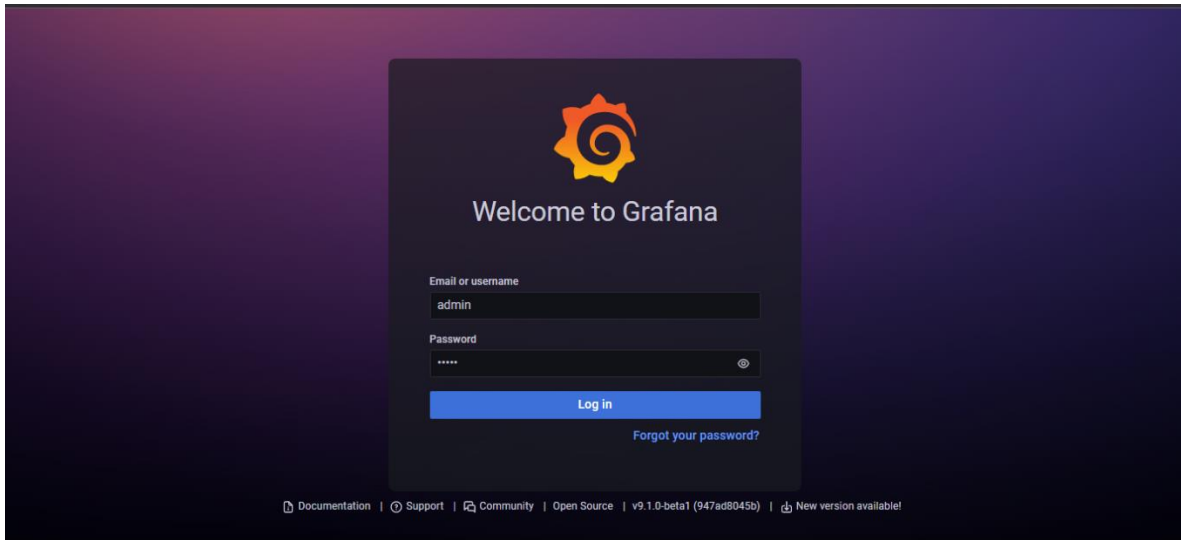 Welcome to Grafana
Email or username
admin
Password
•••••
Log in
Forgot your password?
Documentation | Support | Community | Open Source | v9.1.0-beta1 (947ad8045b) | New version available!